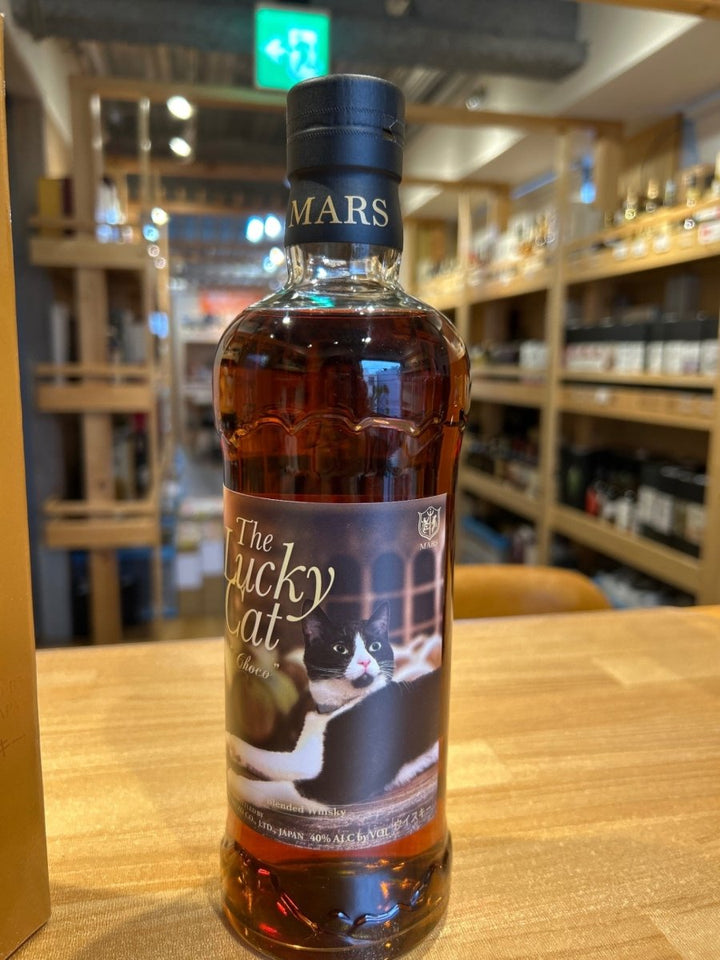 MARS
The
Lucky
Cat
"Choco"
MARS
Blended Whisky
CO., LTD., JAPAN 40% ALC by VOL ウイスキー